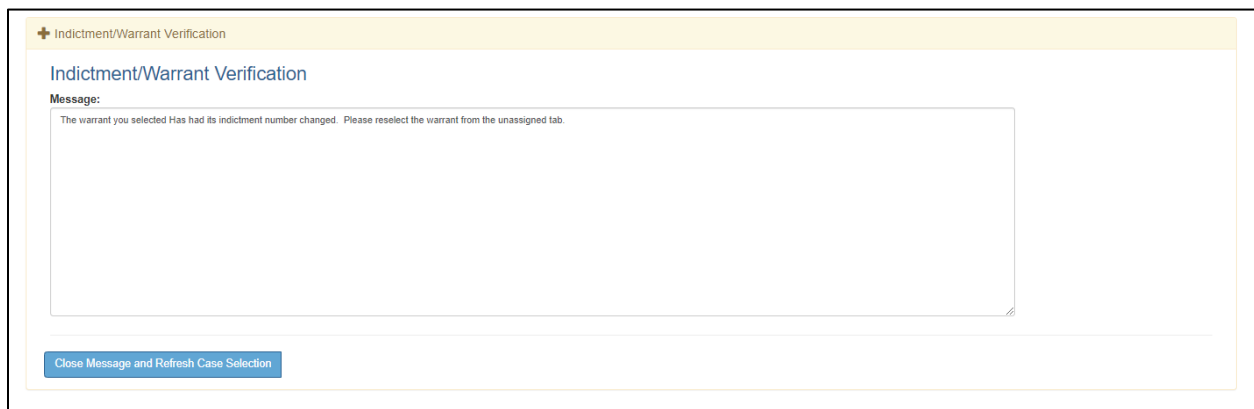 Indictment/Warrant Verification
Indictment/Warrant Verification
Message:
The warrant you selected Has had its indictment number changed.  Please reselect the warrant from the unassigned tab.
Close Message and Refresh Case Selection